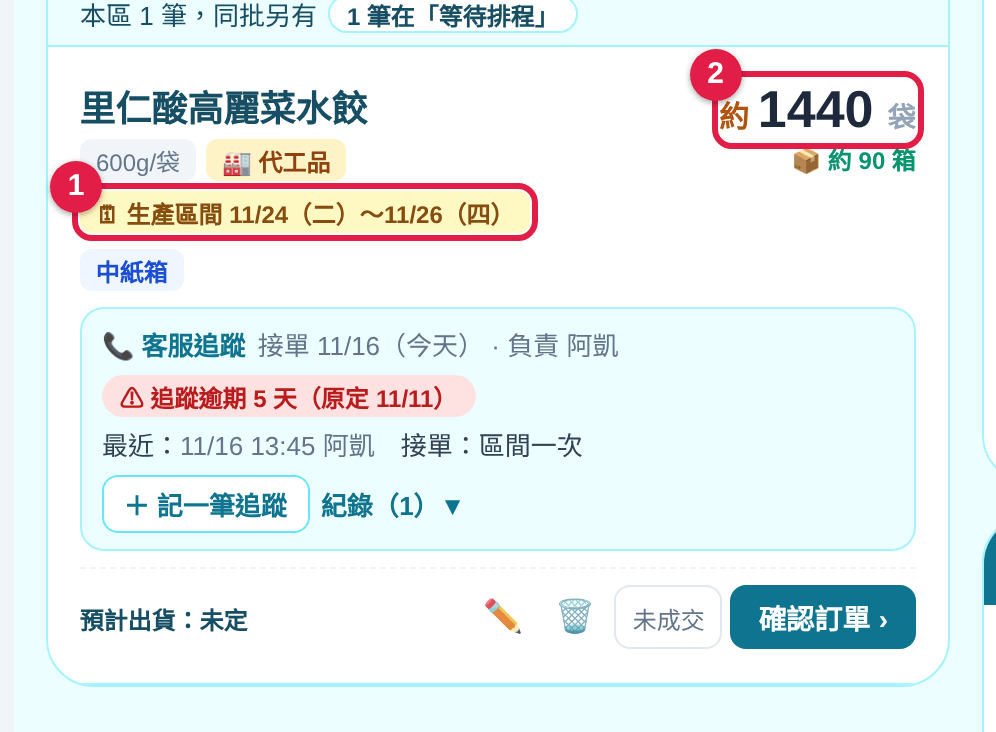 本區 1 筆，同批另有 1 筆在「等待排程」
里仁酸高麗菜水餃
2
約 1440 袋
600g/袋 代工品
約 90 箱
1
生產區間 11/24（二）～11/26（四）
中紙箱
客服追蹤 接單 11/16（今天） · 負責 阿凱
追蹤逾期 5 天（原定 11/11）
最近：11/16 13:45 阿凱 接單：區間一次
＋ 記一筆追蹤 紀錄（1） ▼
預計出貨：未定 未成交 確認訂單 ›